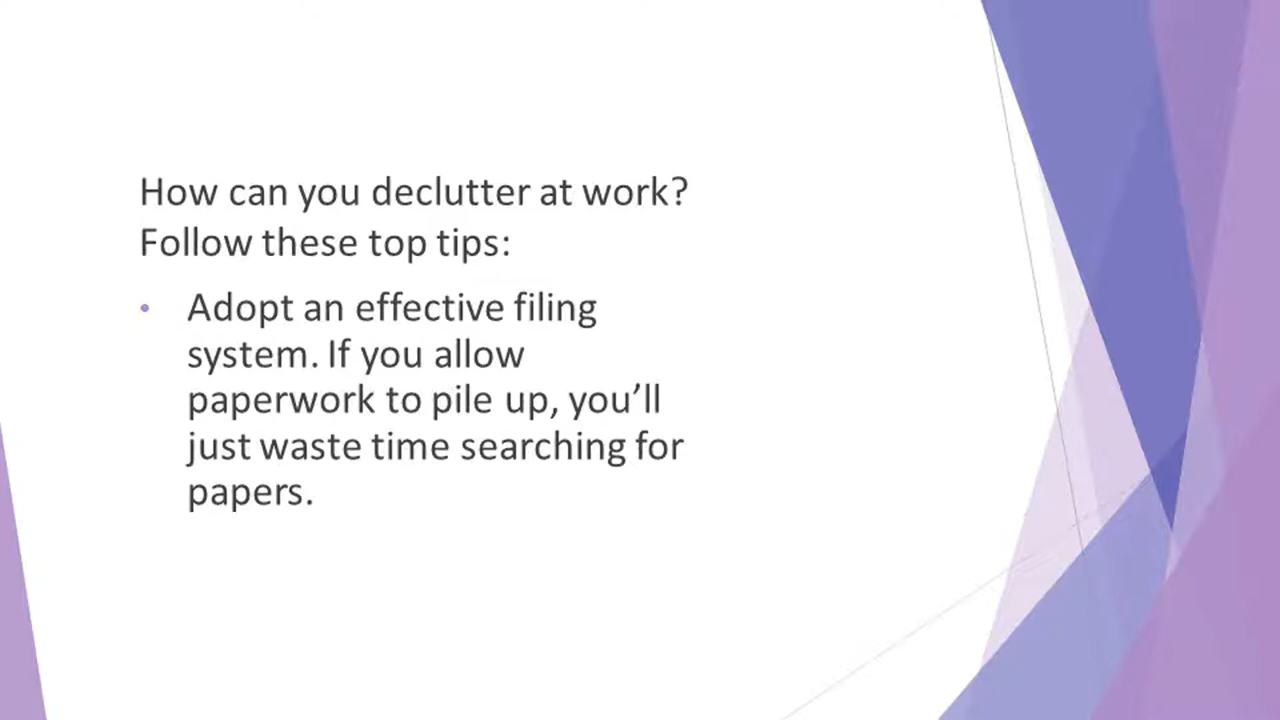 How can you declutter at work?
Follow these top tips:
• Adopt an effective filing
system. If you allow
paperwork to pile up, you’ll
just waste time searching for
papers.